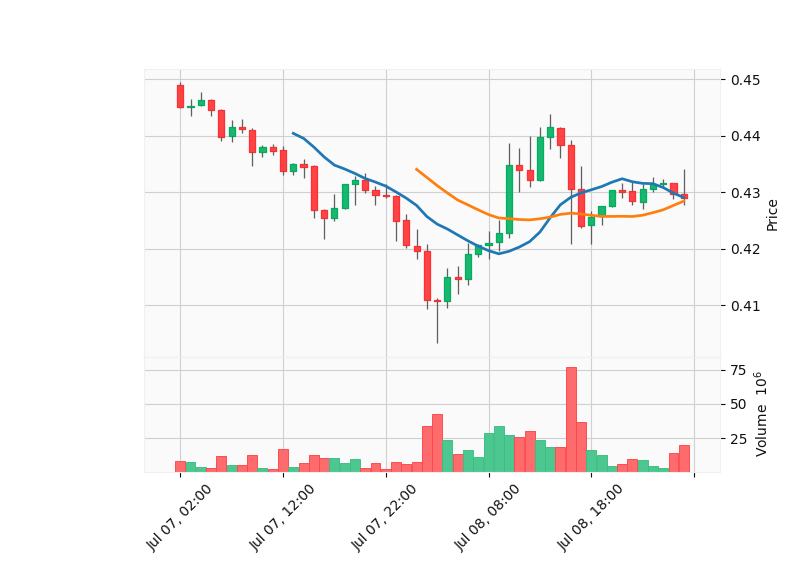 0.45
0.44
0.43
0.42
0.41
Price
75
50
25
Volume 10^6
Jul 07, 02:00
Jul 07, 12:00
Jul 07, 22:00
Jul 08, 08:00
Jul 08, 18:00